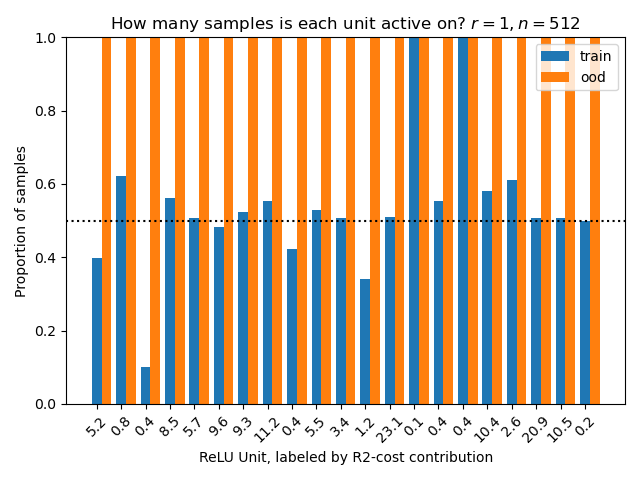 How many samples is each unit active on? r = 1, n = 512
train
ood
Proportion of samples
1.0
0.8
0.6
0.4
0.2
0.0
5.2 0.8 0.4 8.5 5.7 9.6 9.3 11.2 0.4 5.5 3.4 1.2 23.1 0.1 0.4 0.4 10.4 2.6 20.9 10.5 0.2
ReLU Unit, labeled by R2-cost contribution